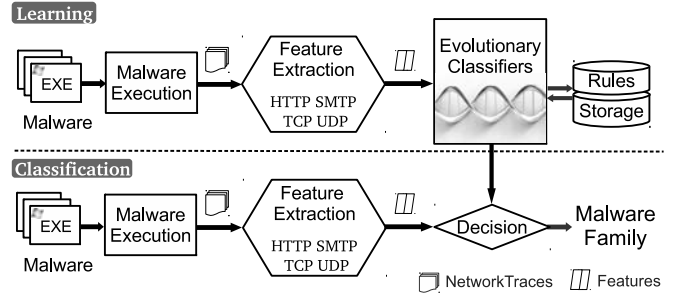 Learning
EXE
Malware
Malware
Execution
Feature
Extraction
HTTP SMTP
TCP UDP
Evolutionary
Classifiers
Rules
Storage
Classification
EXE
Malware
Malware
Execution
Feature
Extraction
HTTP SMTP
TCP UDP
Decision
Malware
Family
NetworkTraces
Features